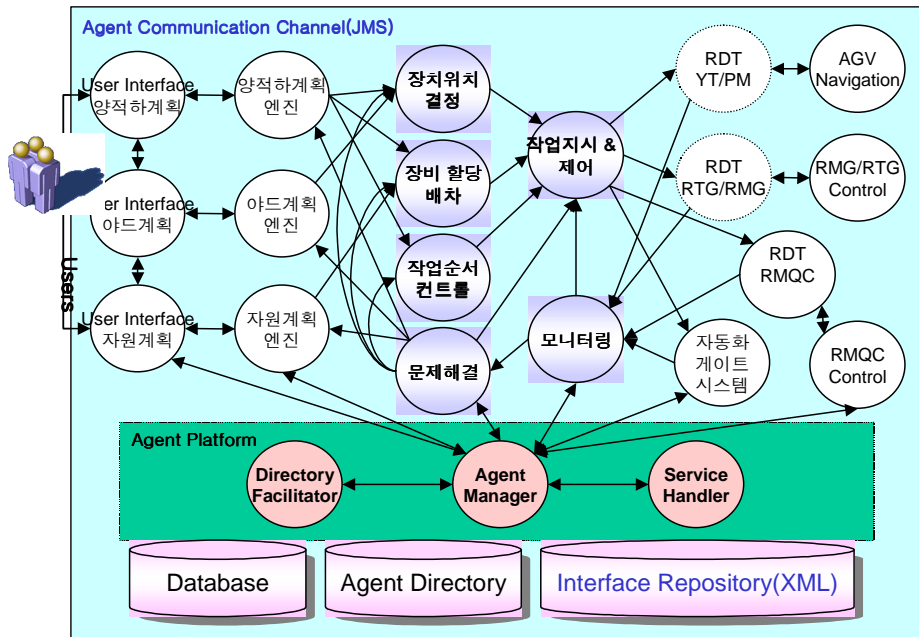 Agent Communication Channel(JMS)
User Interface
양적하계획
양적하계획
엔진
장치위치
결정
RDT
YT/PM
AGV
Navigation
작업지시 &
제어
장비 할당
배차
RDT
RTG/RMG
RMG/RTG
Control
User Interface
야드계획
야드계획
엔진
작업순서
컨트롤
RDT
RMQC
Users
User Interface
자원계획
자원계획
엔진
문제해결
모니터링
자동화
게이트
시스템
RMQC
Control
Agent Platform
Directory
Facilitator
Agent
Manager
Service
Handler
Database
Agent Directory
Interface Repository(XML)